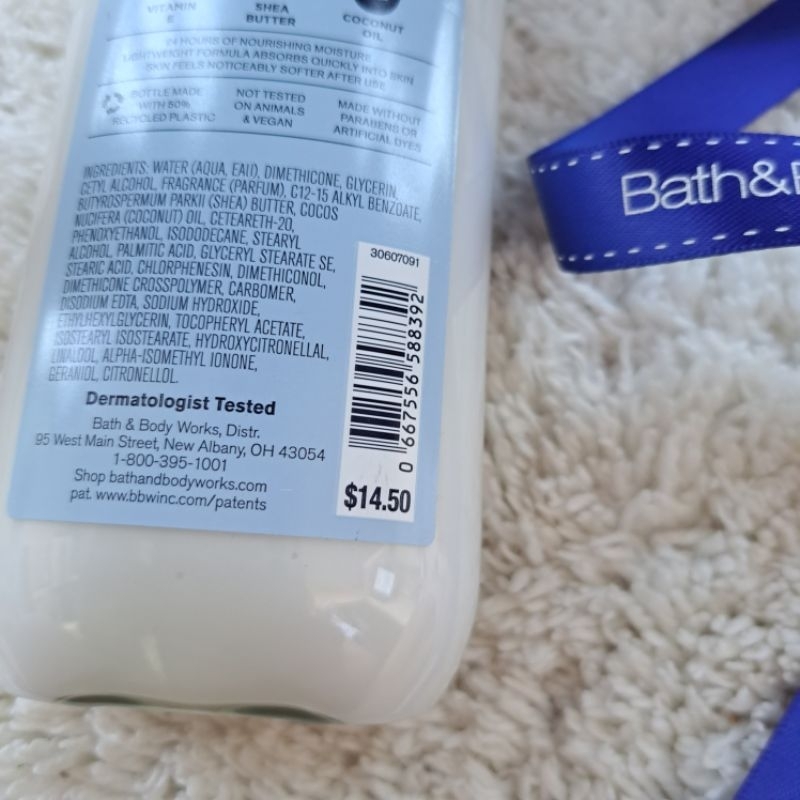 VITAMIN
E
SHEA
BUTTER
COCONUT
OIL
24 HOURS OF NOURISHING MOISTURE
LIGHTWEIGHT FORMULA ABSORBS QUICKLY INTO SKIN
SKIN FEELS NOTICEABLY SOFTER AFTER USE
BOTTLE MADE
WITH 50%
RECYCLED PLASTIC
NOT TESTED
ON ANIMALS
& VEGAN
MADE WITHOUT
PARABENS OR
ARTIFICIAL DYES
INGREDIENTS: WATER (AQUA, EAU), DIMETHICONE, GLYCERIN,
CETYL ALCOHOL, FRAGRANCE (PARFUM), C12-15 ALKYL BENZOATE,
BUTYROSPERMUM PARKII (SHEA) BUTTER, COCOS
NUCIFERA (COCONUT) OIL, CETEARETH-20,
PHENOXYETHANOL, ISODODECANE, STEARYL
ALCOHOL, PALMITIC ACID, GLYCERYL STEARATE SE,
STEARIC ACID, CHLORPHENESIN, DIMETHICONOL,
DIMETHICONE CROSSPOLYMER, CARBOMER,
DISODIUM EDTA, SODIUM HYDROXIDE,
ETHYLHEXYLGLYCERIN, TOCOPHERYL ACETATE,
ISOSTEARYL ISOSTEARATE, HYDROXYCITRONELLAL,
LINALOOL, ALPHA-ISOMETHYL IONONE,
GERANIOL, CITRONELLOL.
Dermatologist Tested
Bath & Body Works, Distr.
95 West Main Street, New Albany, OH 43054
1-800-395-1001
Shop bathandbodyworks.com
pat. www.bbwinc.com/patents
30607091
0 667556 588392
$14.50
Bath&